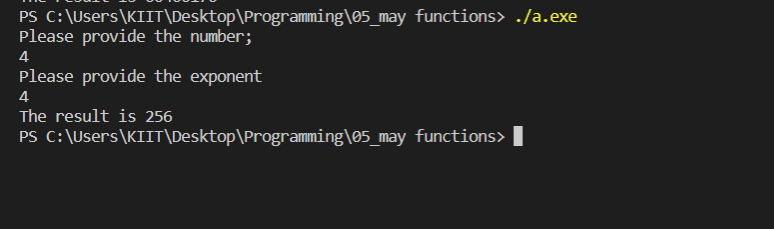 PS C:\Users\KIIT\Desktop\Programming\05_may functions> ./a.exe
Please provide the number;
4
Please provide the exponent
4
The result is 256
PS C:\Users\KIIT\Desktop\Programming\05_may functions>